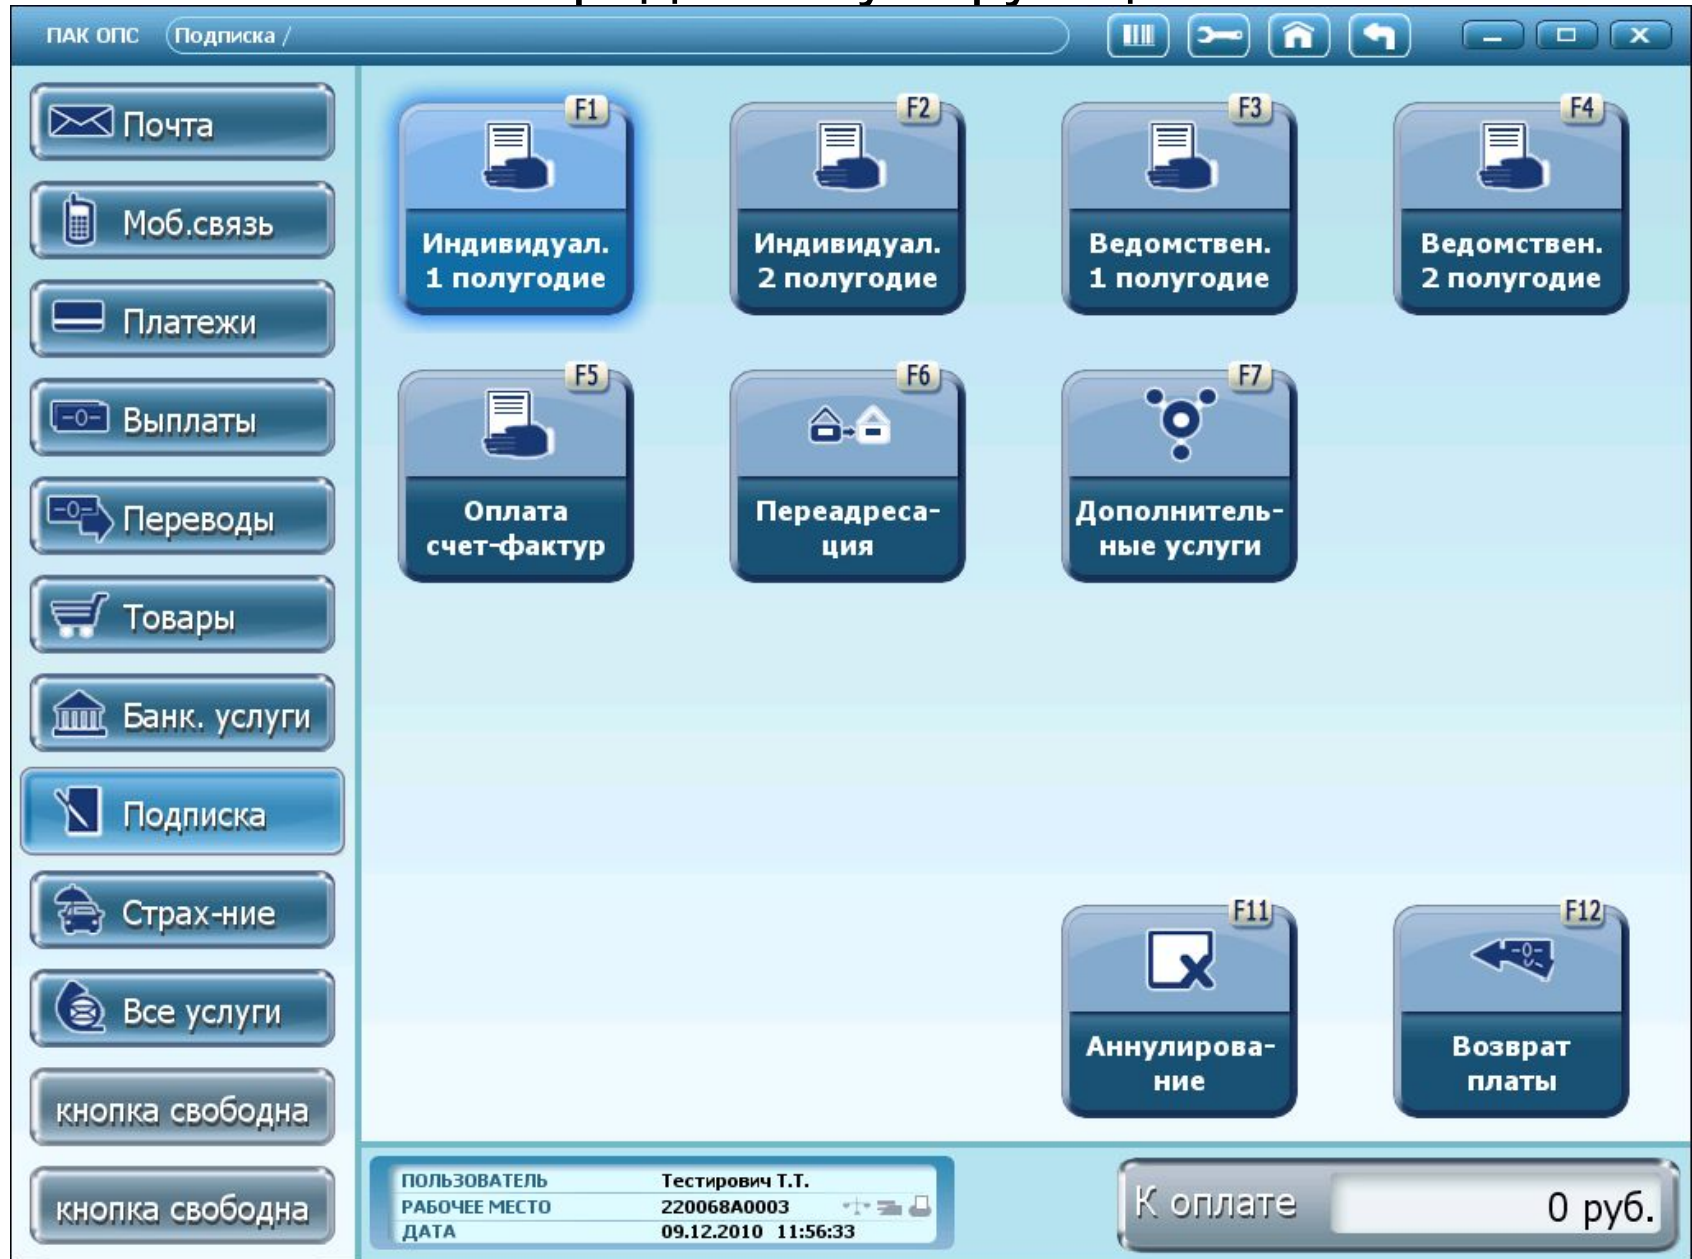 ПАК ОПС Подписка /
Почта
Моб.связь
Платежи
Выплаты
Переводы
Товары
Банк. услуги
Подписка
Страх-ние
Все услуги
кнопка свободна
кнопка свободна
F1
Индивидуал.
1 полугодие
F2
Индивидуал.
2 полугодие
F3
Ведомствен.
1 полугодие
F4
Ведомствен.
2 полугодие
F5
Оплата
счет-фактур
F6
Переадреса-
ция
F7
Дополнитель-
ные услуги
F11
Аннулирова-
ние
F12
Возврат
платы
ПОЛЬЗОВАТЕЛЬ Тестирович Т.Т.
РАБОЧЕЕ МЕСТО 220068A0003
ДАТА 09.12.2010 11:56:33
К оплате 0 руб.